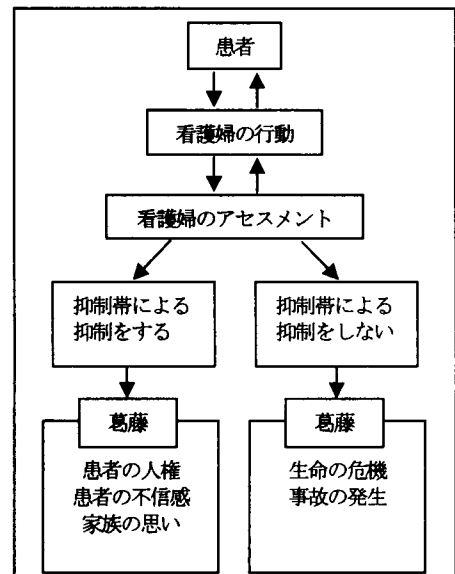 患者
看護婦の行動
看護婦のアセスメント
抑制帯による
抑制をする
抑制帯による
抑制をしない
葛藤
患者の人権
患者の不信感
家族の思い
葛藤
生命の危機
事故の発生